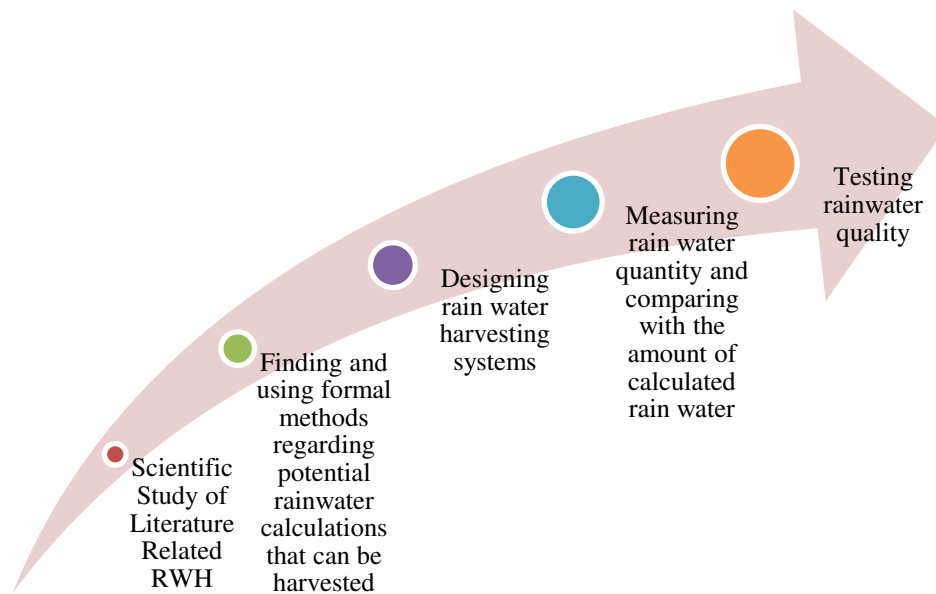 Scientific
Study of
Literature
Related
RWH
Finding and
using formal
methods
regarding
potential
rainwater
calculations
that can be
harvested
Designing
rain water
harvesting
systems
Measuring
rain water
quantity and
comparing
with the
amount of
calculated
rain water
Testing
rainwater
quality